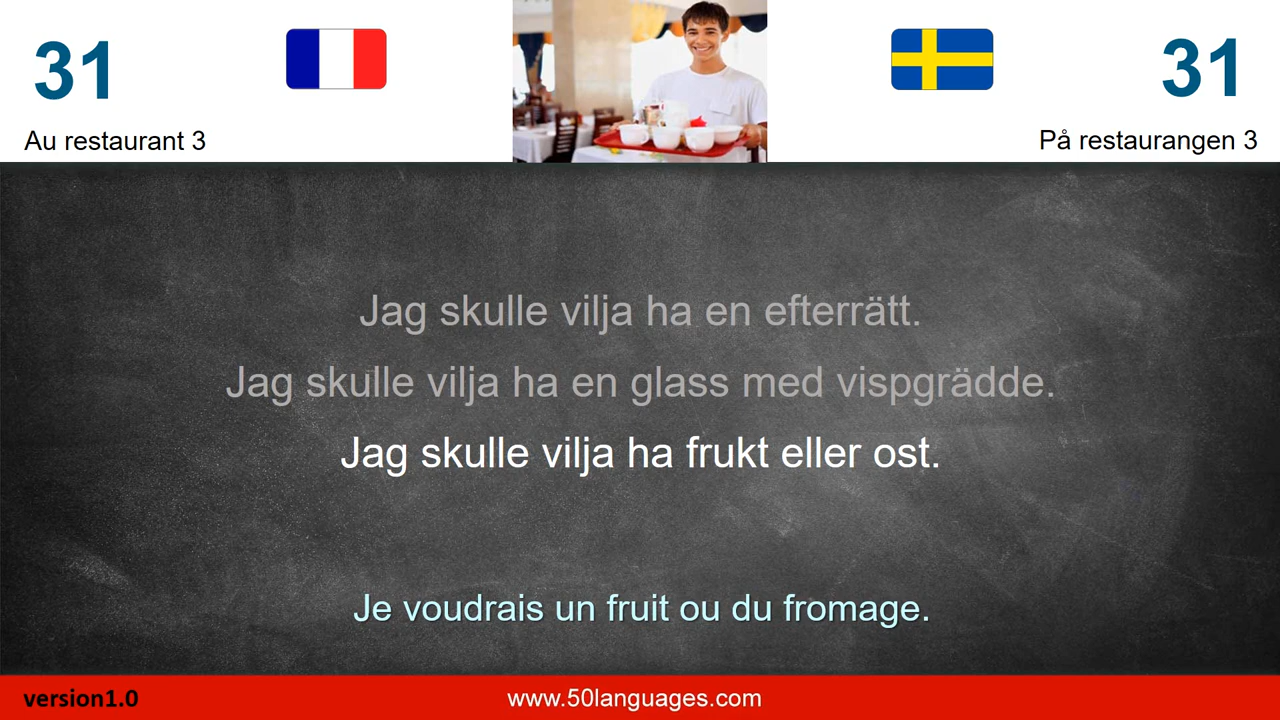 31
31
Au restaurant 3
På restaurangen 3
Jag skulle vilja ha en efterrätt.
Jag skulle vilja ha en glass med vispgrädde.
Jag skulle vilja ha frukt eller ost.
Je voudrais un fruit ou du fromage.
version1.0
www.50languages.com